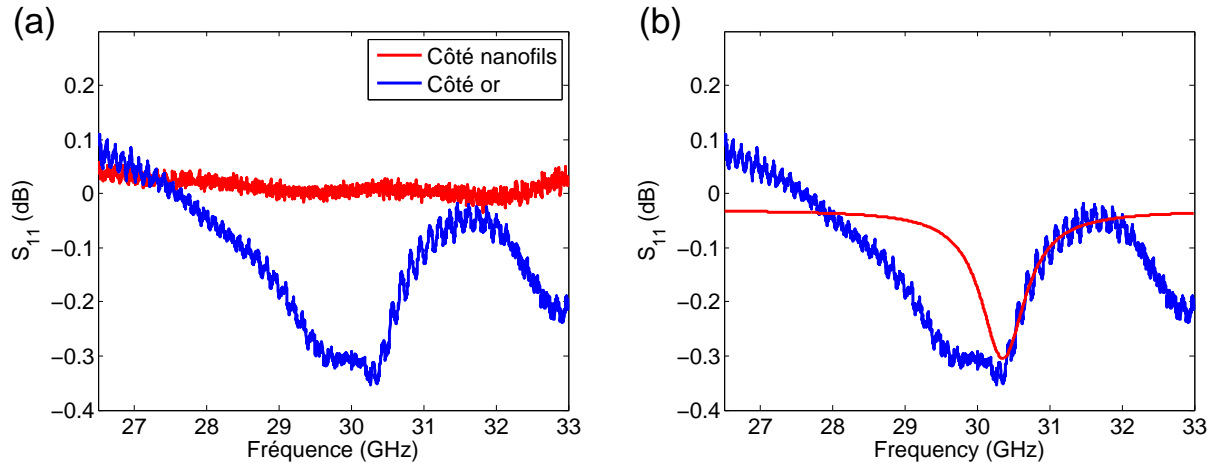 (a)
0.2
0.1
0
−0.1
−0.2
−0.3
−0.4
S11 (dB)
27 28 29 30 31 32 33
Fréquence (GHz)
Côté nanofils
Côté or
(b)
0.2
0.1
0
−0.1
−0.2
−0.3
−0.4
S11 (dB)
27 28 29 30 31 32 33
Frequency (GHz)